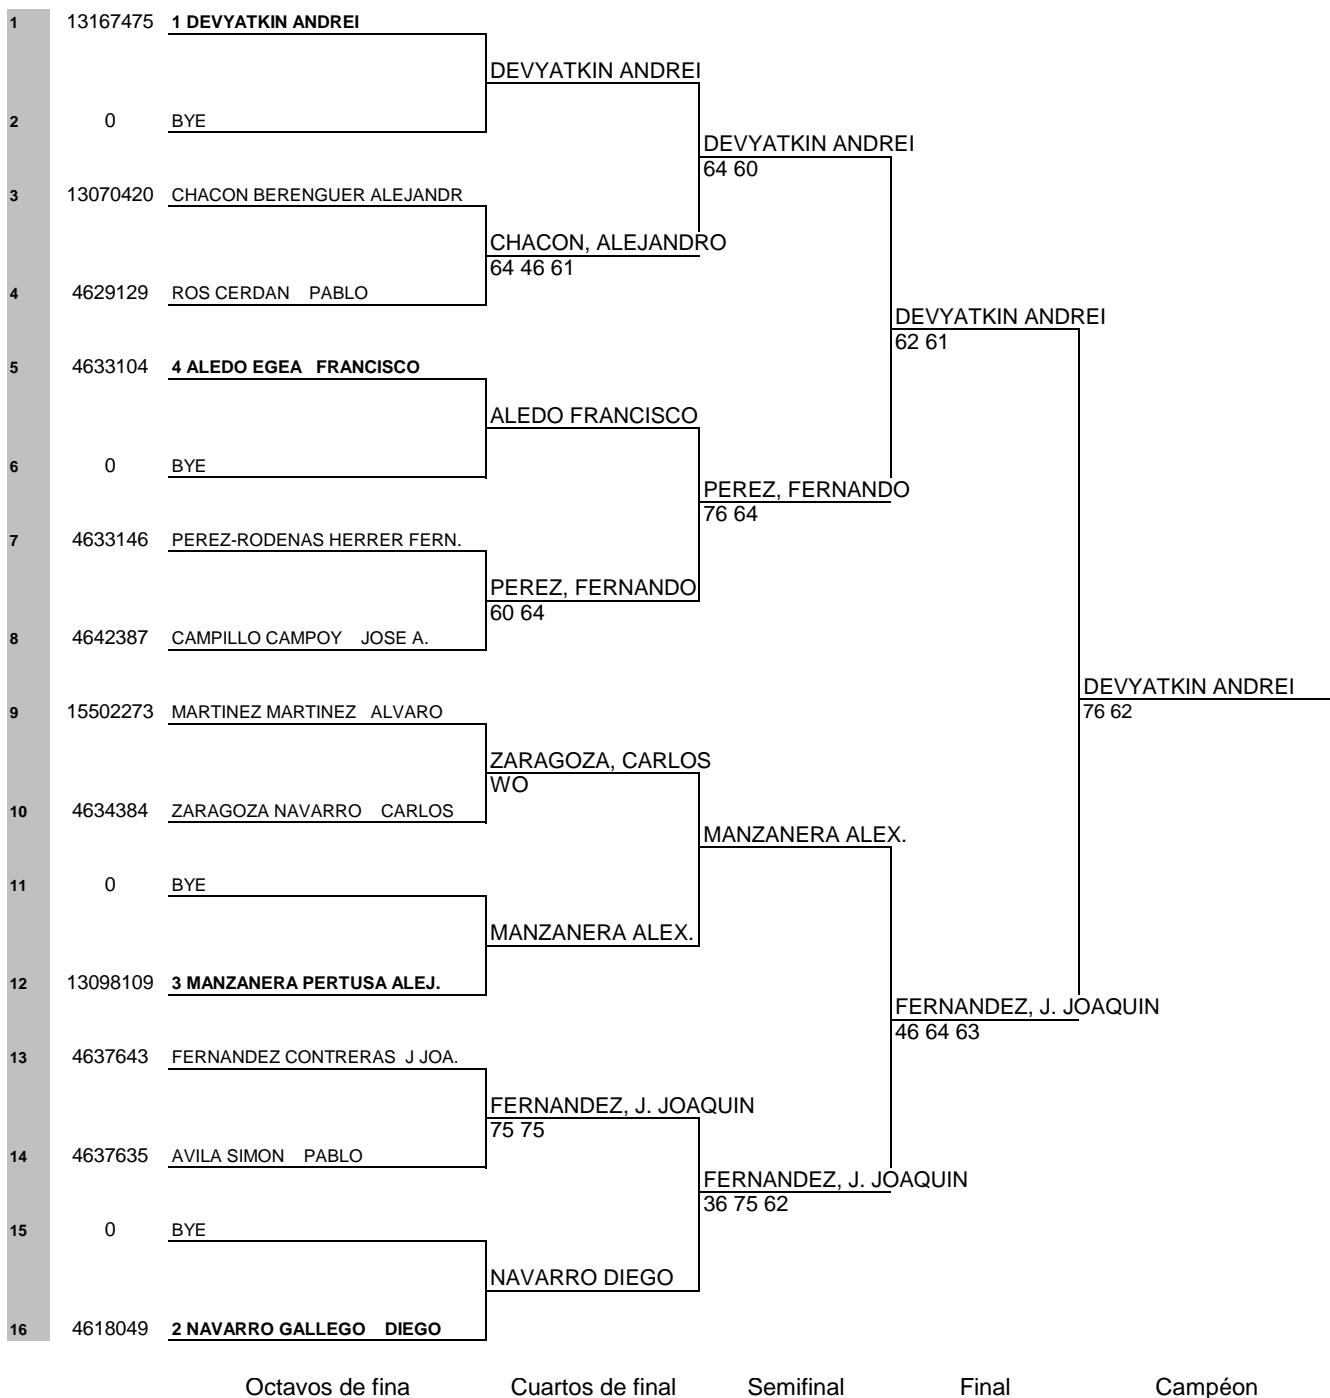 1 13167475 1 DEVYATKIN ANDREI
DEVYATKIN ANDREI
2 0 BYE
DEVYATKIN ANDREI
64 60
3 13070420 CHACON BERENGUER ALEJANDR
CHACON, ALEJANDRO
64 46 61
4 4629129 ROS CERDAN PABLO
DEVYATKIN ANDREI
62 61
5 4633104 4 ALEDO EGEA FRANCISCO
ALEDO FRANCISCO
6 0 BYE
PEREZ, FERNANDO
76 64
7 4633146 PEREZ-RODENAS HERRER FERN.
PEREZ, FERNANDO
60 64
8 4642387 CAMPILLO CAMPOY JOSE A.
DEVYATKIN ANDREI
76 62
9 15502273 MARTINEZ MARTINEZ ALVARO
ZARAGOZA, CARLOS
WO
10 4634384 ZARAGOZA NAVARRO CARLOS
MANZANERA ALEX.
11 0 BYE
MANZANERA ALEX.
12 13098109 3 MANZANERA PERTUSA ALEJ.
FERNANDEZ, J. JOAQUIN
46 64 63
13 4637643 FERNANDEZ CONTRERAS J JOA.
FERNANDEZ, J. JOAQUIN
75 75
14 4637635 AVILA SIMON PABLO
FERNANDEZ, J. JOAQUIN
36 75 62
15 0 BYE
NAVARRO DIEGO
16 4618049 2 NAVARRO GALLEGO DIEGO
Octavos de fina Cuartos de final Semifinal Final Campéon